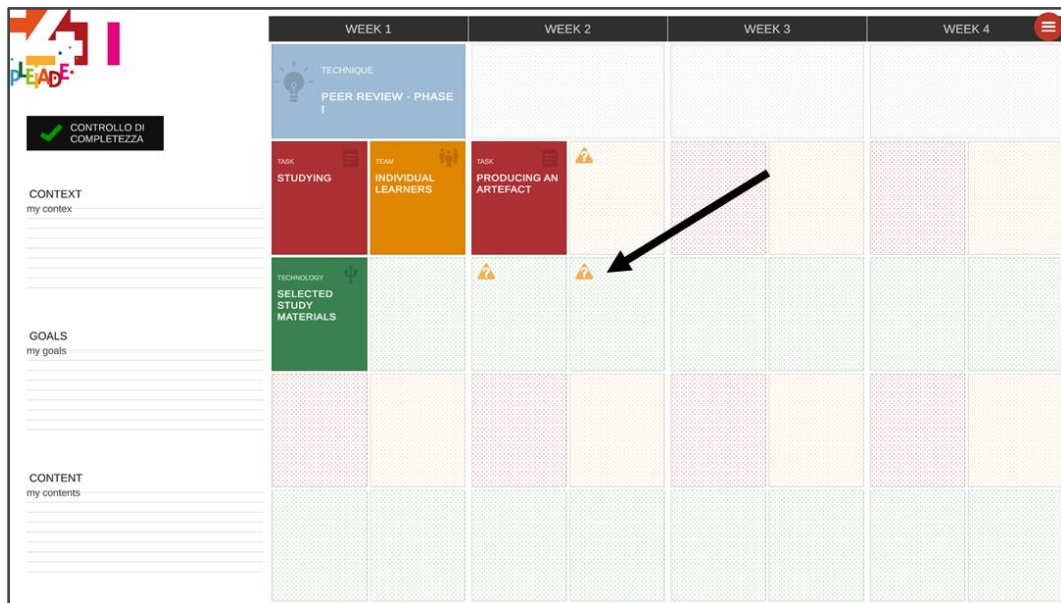 PLEIADE
WEEK 1
WEEK 2
WEEK 3
WEEK 4
TECHNIQUE
PEER REVIEW - PHASE
I
CONTROLLO DI
COMPLETEZZA
TASK
STUDYING
TEAM
INDIVIDUAL
LEARNERS
TASK
PRODUCING AN
ARTEFACT
?
CONTEXT
my contex
TECHNOLOGY
SELECTED
STUDY
MATERIALS
?
?
GOALS
my goals
CONTENT
my contents